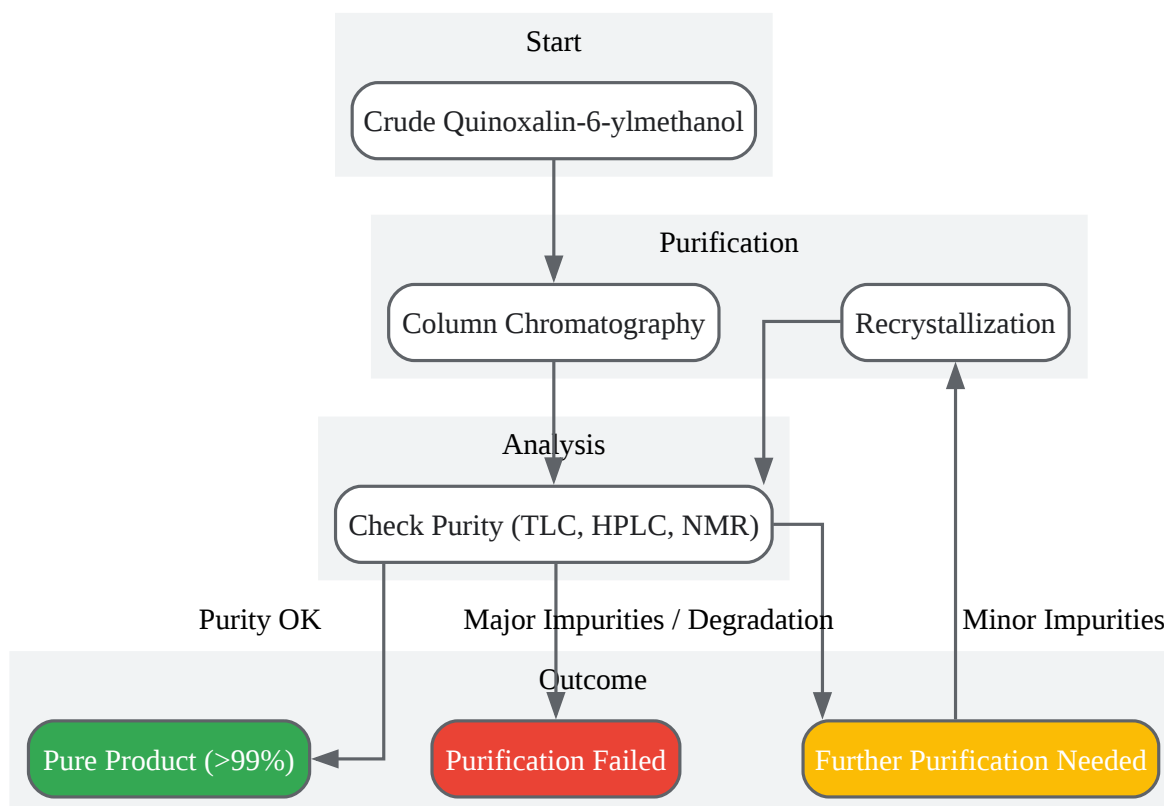 Start
Crude Quinoxalin-6-ylmethanol
Purification
Column Chromatography
Recrystallization
Analysis
Check Purity (TLC, HPLC, NMR)
Purity OK
Major Impurities / Degradation
Minor Impurities
Outcome
Pure Product (>99%)
Purification Failed
Further Purification Needed